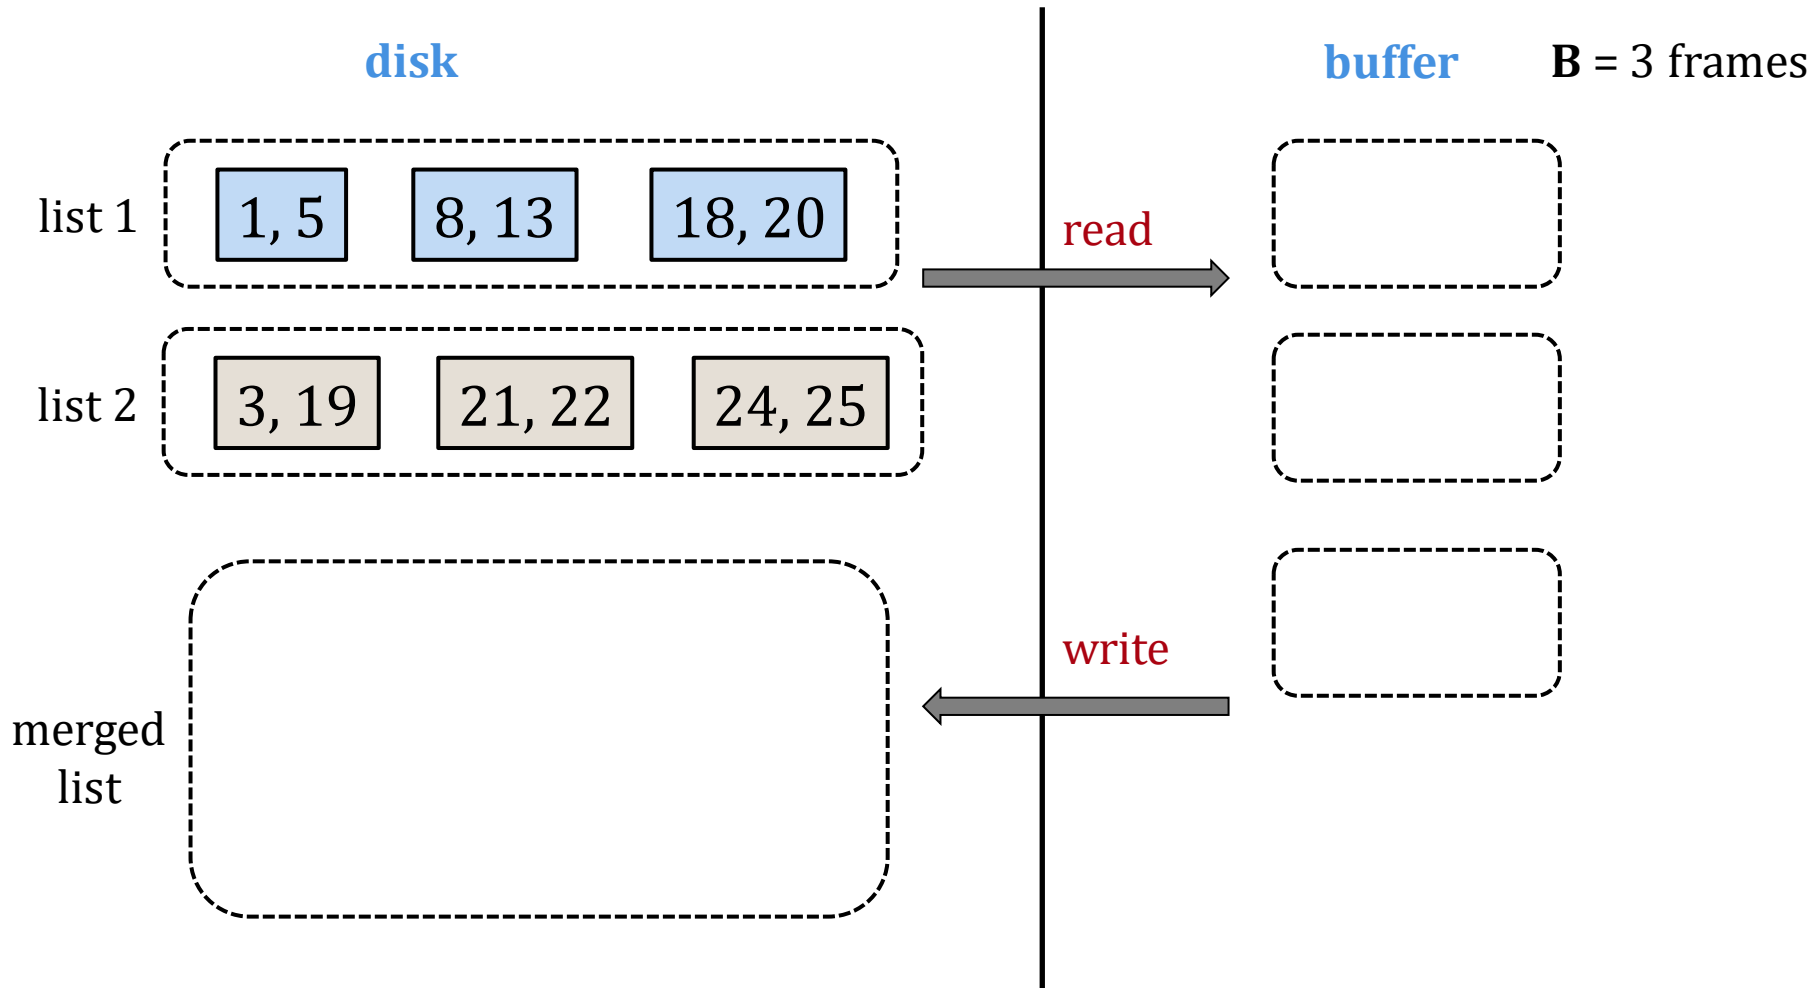 disk
buffer
B = 3 frames
list 1
1, 5
8, 13
18, 20
read
list 2
3, 19
21, 22
24, 25
write
merged
list